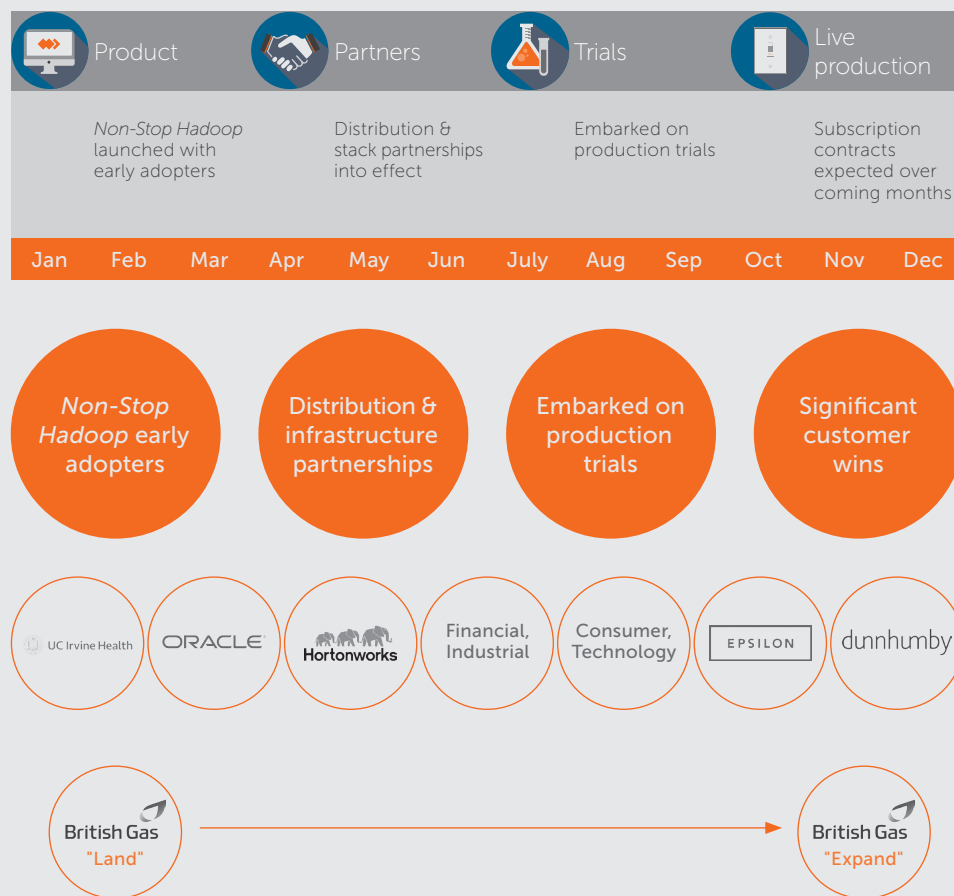 Product
Partners
Trials
Live
production
Non-Stop Hadoop
launched with
early adopters
Distribution &
stack partnerships
into effect
Embarked on
production trials
Subscription
contracts
expected over
coming months
Jan Feb Mar Apr May Jun July Aug Sep Oct Nov Dec
Non-Stop
Hadoop early
adopters
Distribution &
infrastructure
partnerships
Embarked on
production
trials
Significant
customer
wins
UC Irvine Health
ORACLE
Hortonworks
Financial,
Industrial
Consumer,
Technology
EPSILON
dunnhumby
British Gas
"Land"
British Gas
"Expand"